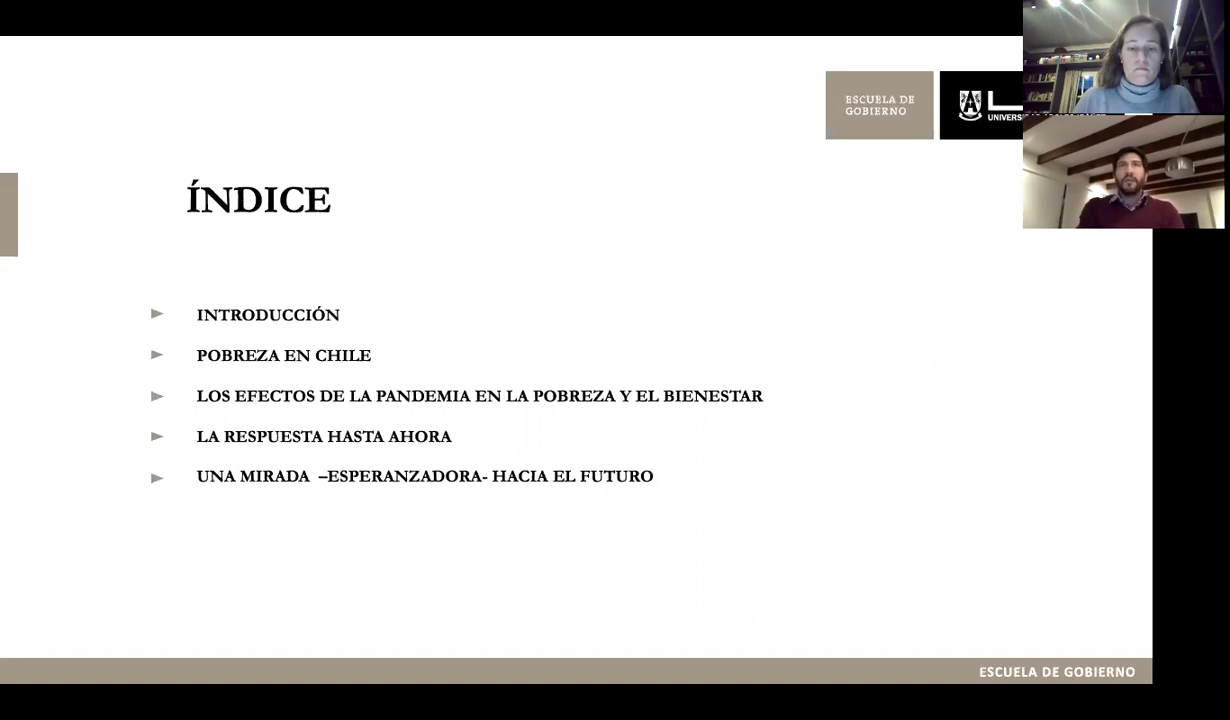 ESCUELA DE
GOBIERNO
ÍNDICE
INTRODUCCIÓN
POBREZA EN CHILE
LOS EFECTOS DE LA PANDEMIA EN LA POBREZA Y EL BIENESTAR
LA RESPUESTA HASTA AHORA
UNA MIRADA –ESPERANZADORA- HACIA EL FUTURO
ESCUELA DE GOBIERNO